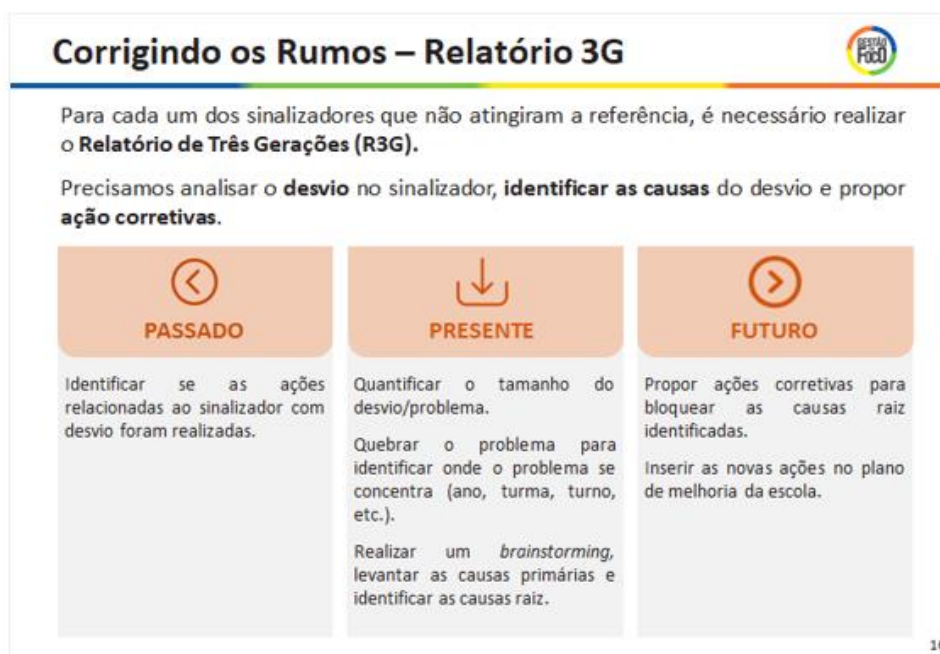 Corrigindo os Rumos – Relatório 3G
GESTÃO
EM
FOCO
Para cada um dos sinalizadores que não atingiram a referência, é necessário realizar
o Relatório de Três Gerações (R3G).
Precisamos analisar o desvio no sinalizador, identificar as causas do desvio e propor
ação corretivas.
PASSADO
Identificar se as ações
relacionadas ao sinalizador com
desvio foram realizadas.
PRESENTE
Quantificar o tamanho do
desvio/problema.
Quebrar o problema para
identificar onde o problema se
concentra (ano, turma, turno,
etc.).
Realizar um brainstorming,
levantar as causas primárias e
identificar as causas raiz.
FUTURO
Propor ações corretivas para
bloquear as causas raiz
identificadas.
Inserir as novas ações no plano
de melhoria da escola.